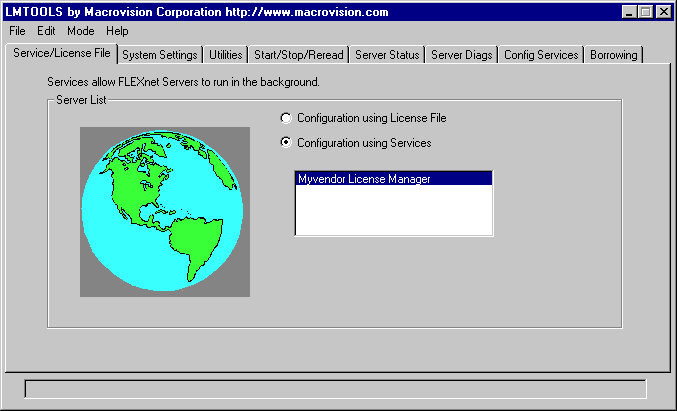 LMTOOLS by Macrovision Corporation http://www.macrovision.com
File Edit Mode Help
Service/License File System Settings Utilities Start/Stop/Reread Server Status Server Diags Config Services Borrowing
Services allow FLEXnet Servers to run in the background.
Server List
Configuration using License File
Configuration using Services
Myvendor License Manager